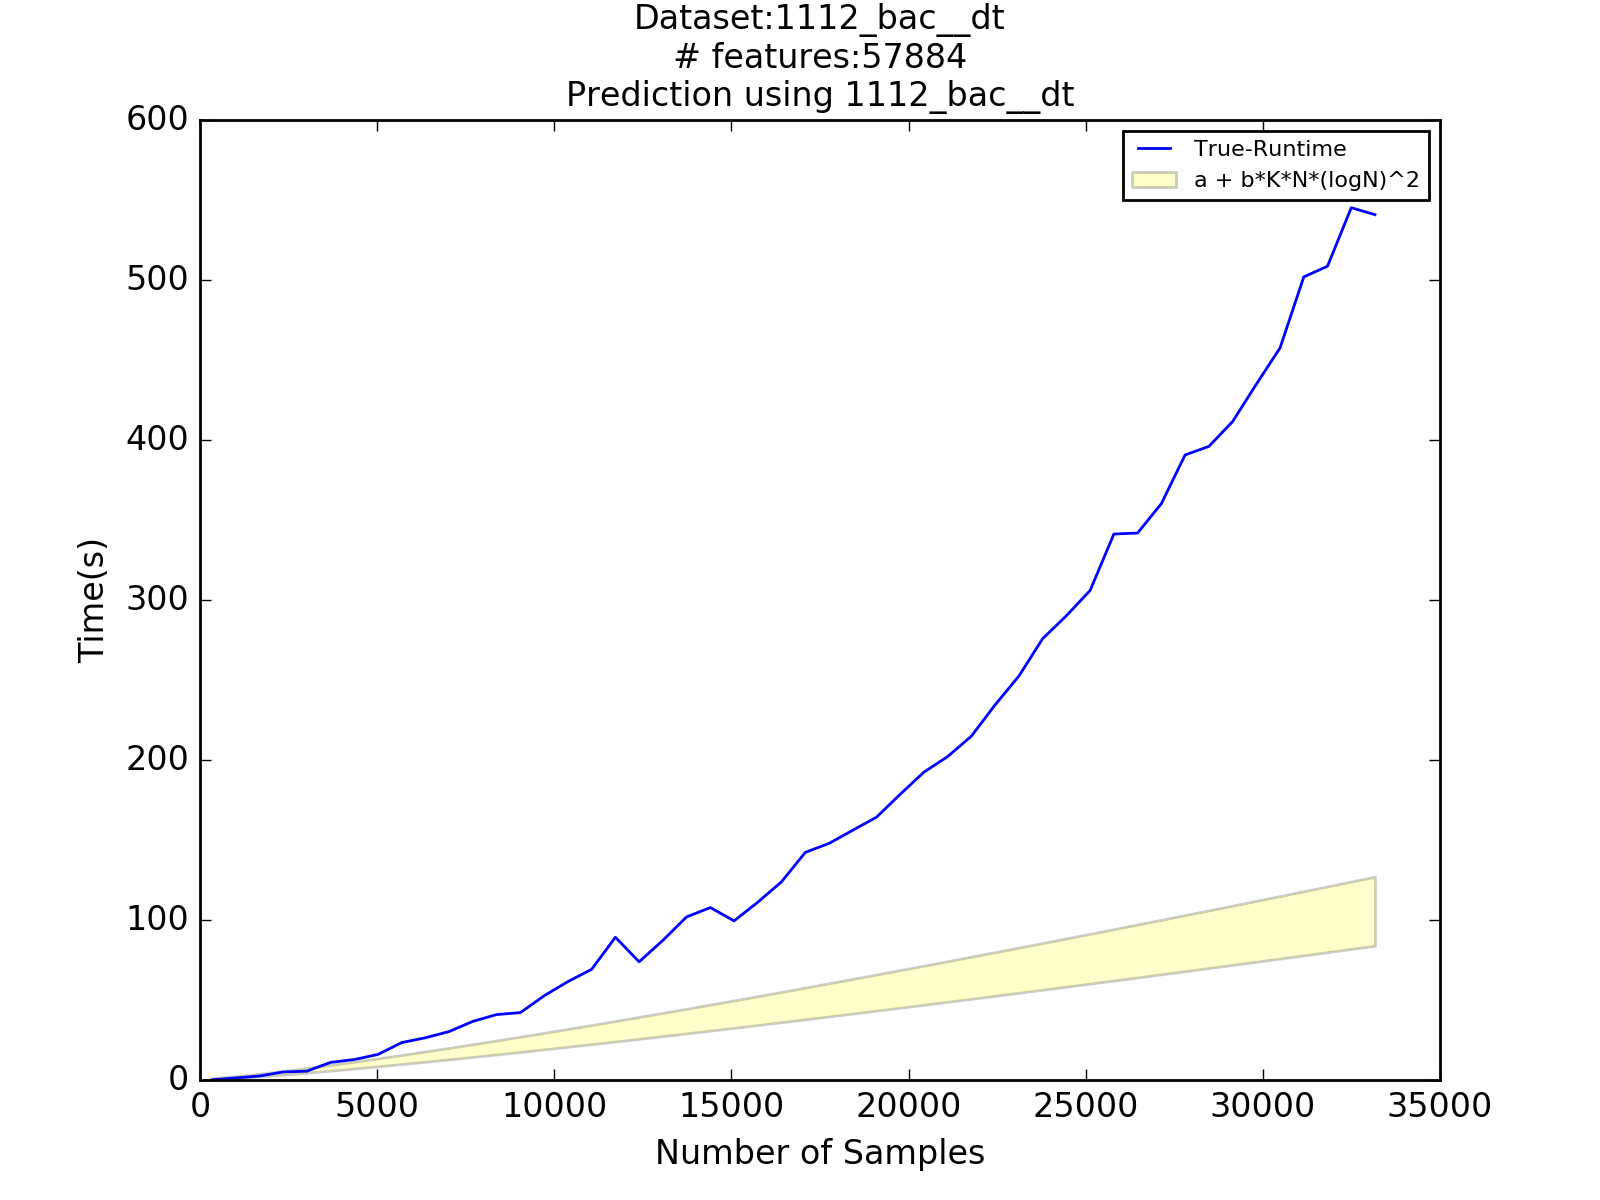 Dataset:1112_bac__dt
# features:57884
Prediction using 1112_bac__dt
600
500
400
300
200
100
0
Time(s)
True-Runtime
a + b*K*N*(logN)^2
0 5000 10000 15000 20000 25000 30000 35000
Number of Samples